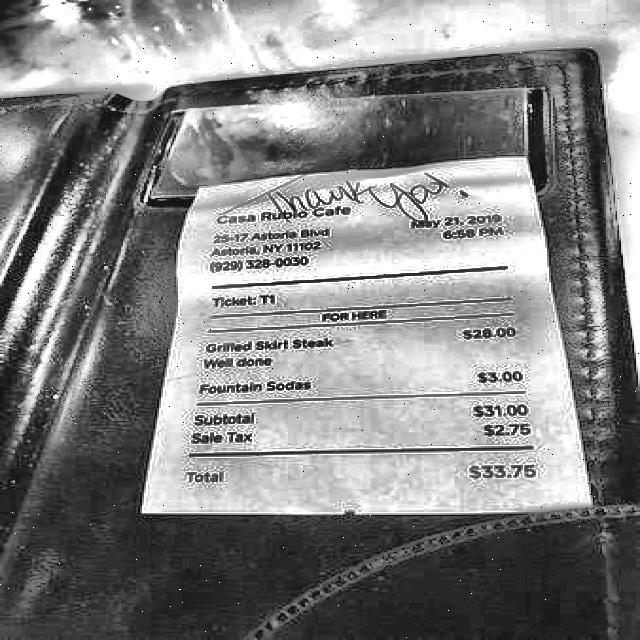 Thank You!
Casa Rubio Cafe
May 21, 2019
25-17 Astoria Blvd
6:58 PM
Astoria, NY 11102
(929) 328-0030
Ticket: T1
FOR HERE
Grilled Skirt Steak $28.00
Well done
Fountain Sodas $3.00
Subtotal $31.00
Sale Tax $2.75
Total $33.75